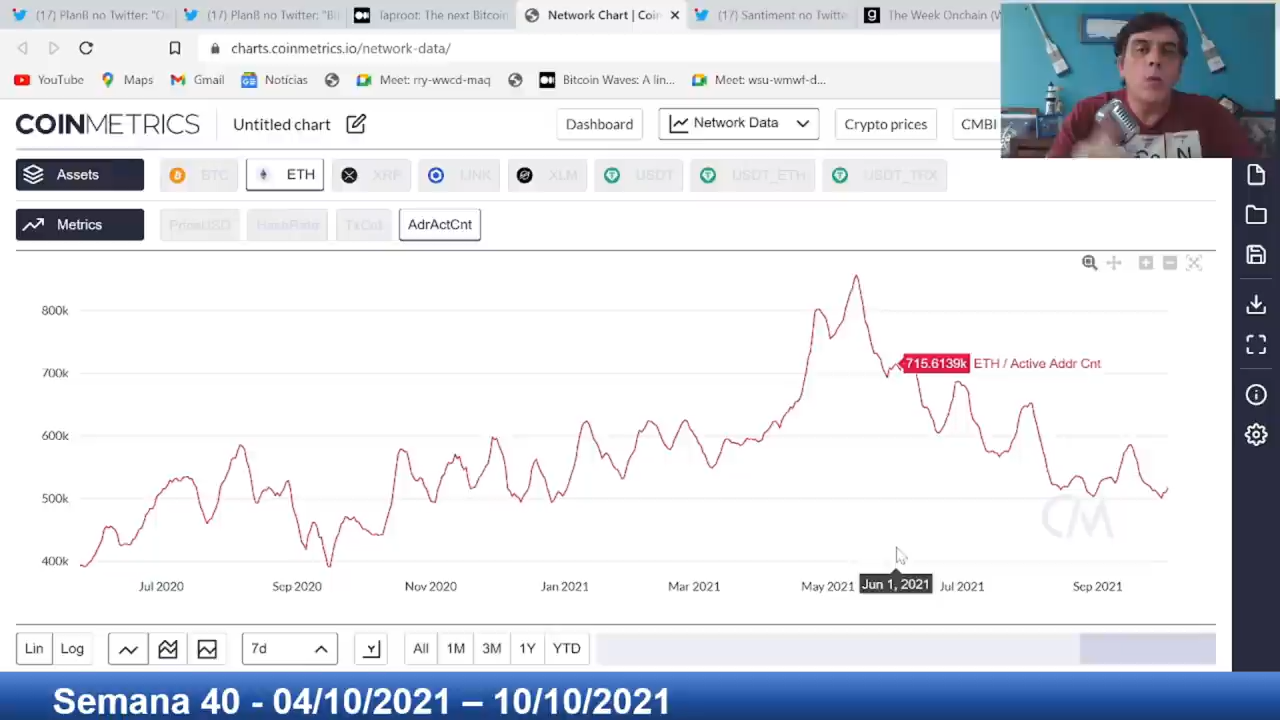 (17) PlanB no Twitter: "O
(17) PlanB no Twitter: "B
Taproot: The next Bitcoin
Network Chart | Coi
(17) Santiment no Twitte
The Week Onchain (W
charts.coinmetrics.io/network-data/
YouTube
Maps
Gmail
Notícias
Meet: rry-wwcd-maq
Bitcoin Waves: A lin...
Meet: wsu-wmwf-d...
COINMETRICS
Untitled chart
Dashboard
Network Data
Crypto prices
CMBI
Assets
BTC
ETH
XRP
LINK
XLM
USDT
USDT_ETH
USDT_TRX
Metrics
PriceUSD
HashRate
TxCnt
AdrActCnt
800k
715.6139k ETH / Active Addr Cnt
700k
600k
500k
CM
400k
Jul 2020
Sep 2020
Nov 2020
Jan 2021
Mar 2021
May 2021
Jun 1, 2021
Jul 2021
Sep 2021
Lin
Log
7d
All
1M
3M
1Y
YTD
Semana 40 - 04/10/2021 – 10/10/2021